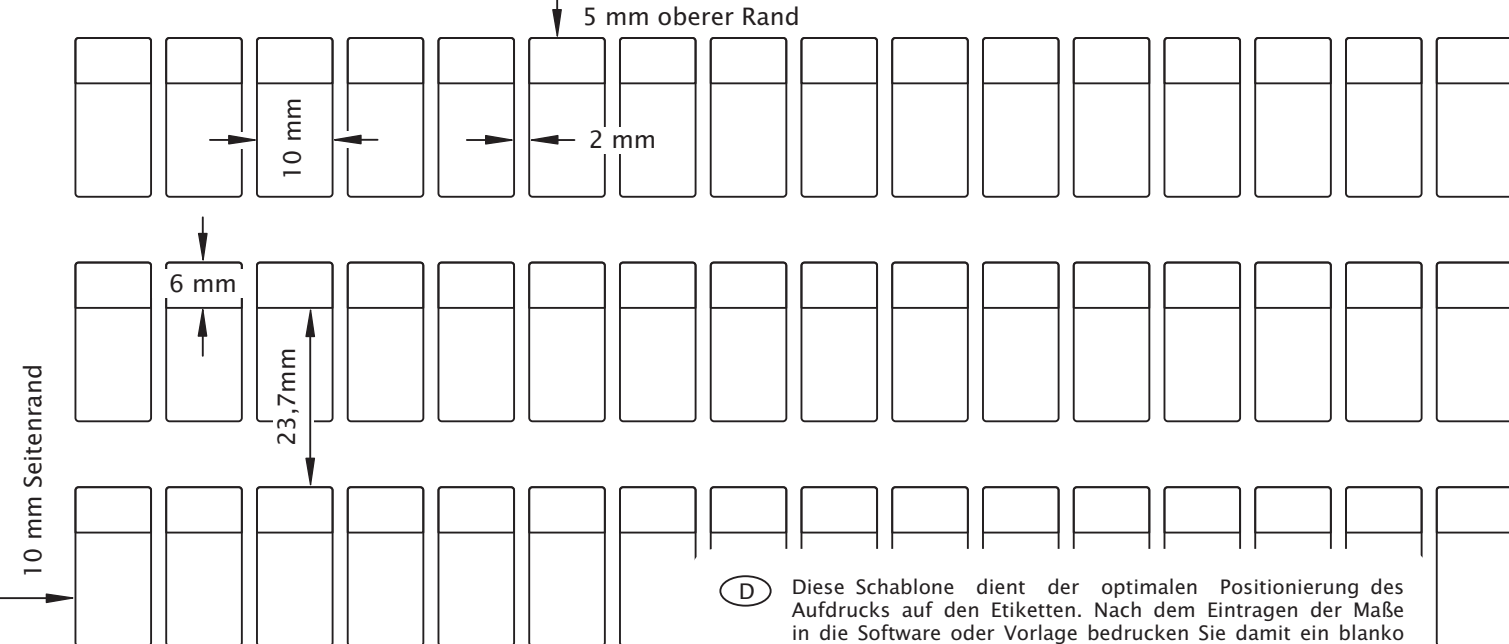 5 mm oberer Rand
10 mm
2 mm
6 mm
23,7mm
10 mm Seitenrand
D
Diese Schablone dient der optimalen Positionierung des
Aufdrucks auf den Etiketten. Nach dem Eintragen der Maße
in die Software oder Vorlage bedrucken Sie damit ein blanko